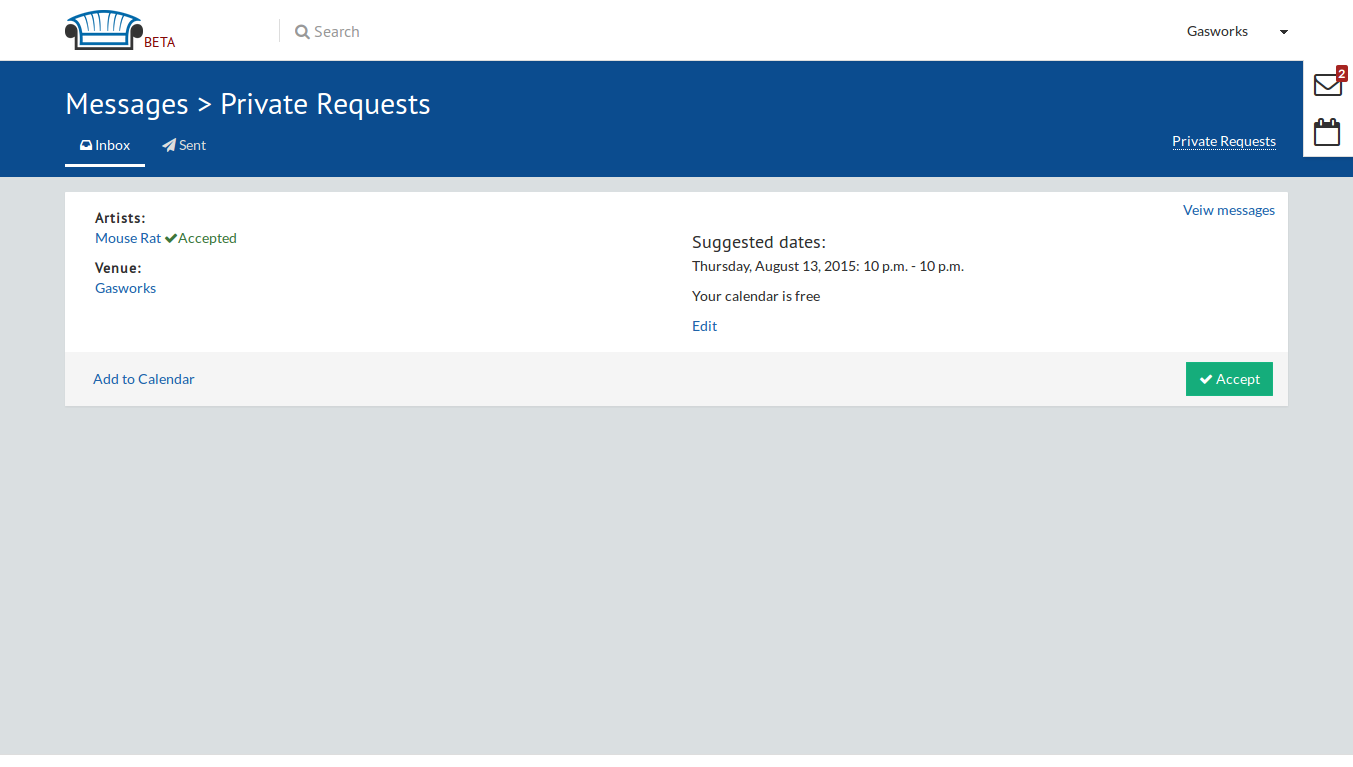 BETA
Search
Gasworks
2
Messages > Private Requests
Inbox
Sent
Private Requests
Veiw messages
Artists:
Mouse Rat Accepted
Venue:
Gasworks
Suggested dates:
Thursday, August 13, 2015: 10 p.m. - 10 p.m.
Your calendar is free
Edit
Add to Calendar
Accept